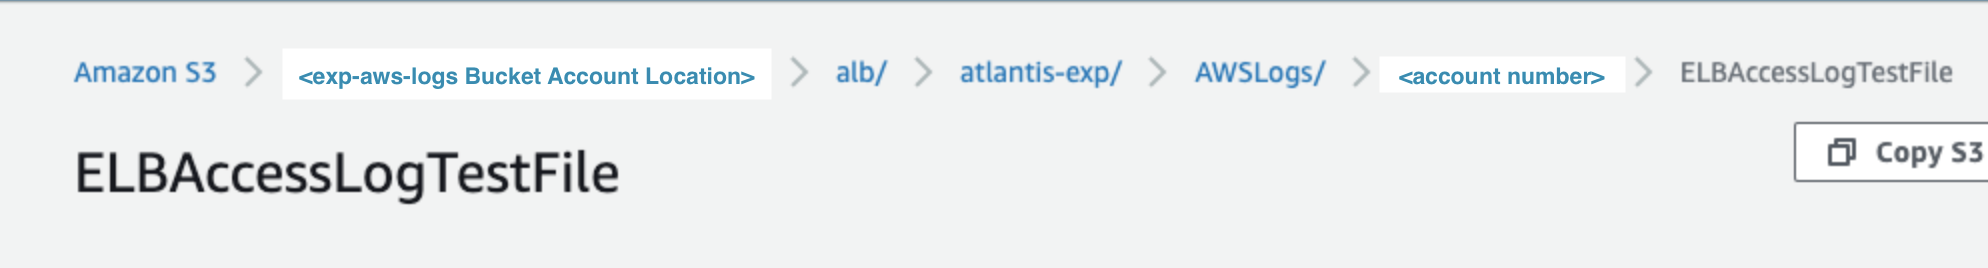 Amazon S3 > <exp-aws-logs Bucket Account Location> > alb/ > atlantis-exp/ > AWSLogs/ > <account number> > ELBAccessLogTestFile
ELBAccessLogTestFile
Copy S3